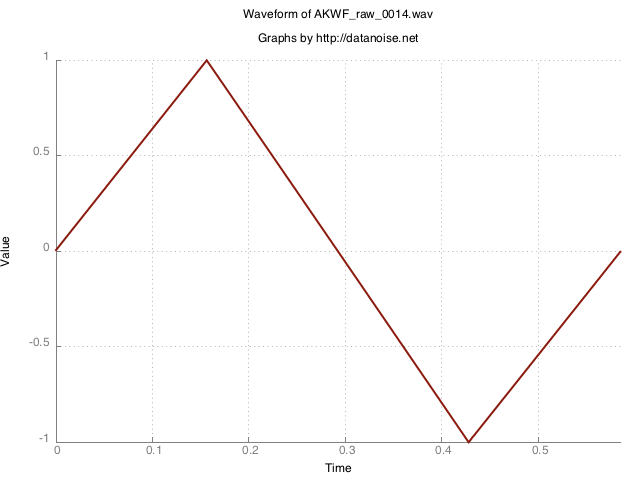 Waveform of AKWF_raw_0014.wav
Graphs by http://datanoise.net
1
0.5
0
-0.5
-1
Value
0 0.1 0.2 0.3 0.4 0.5
Time